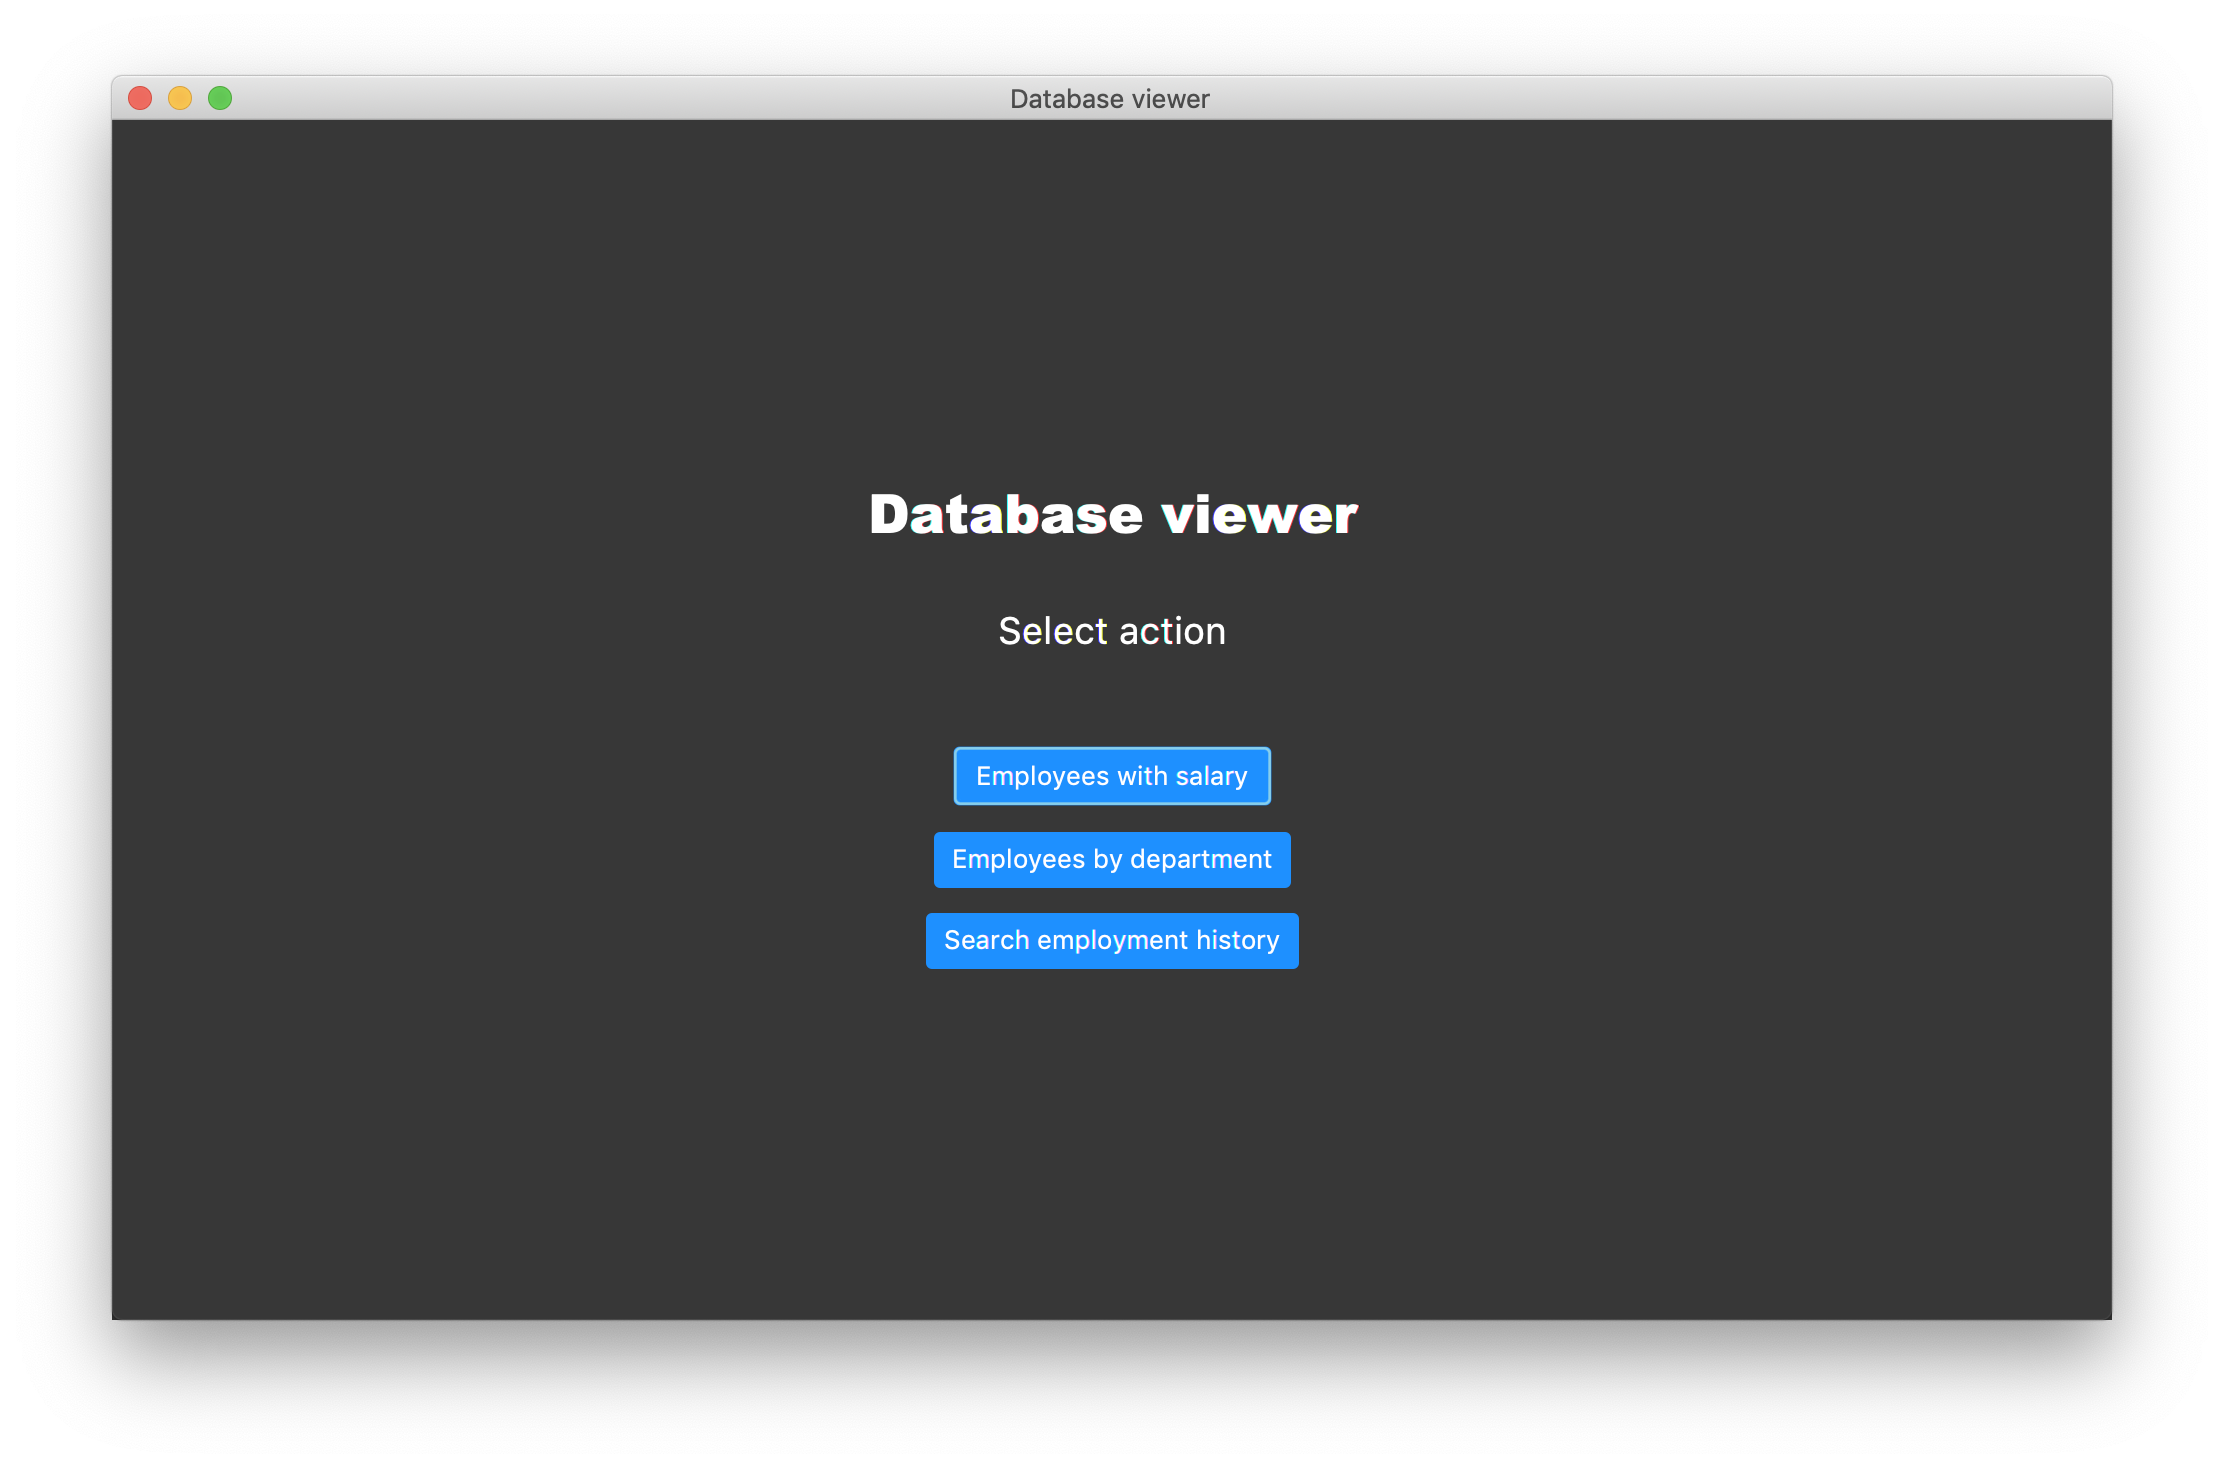 Database viewer
Database viewer
Select action
Employees with salary
Employees by department
Search employment history